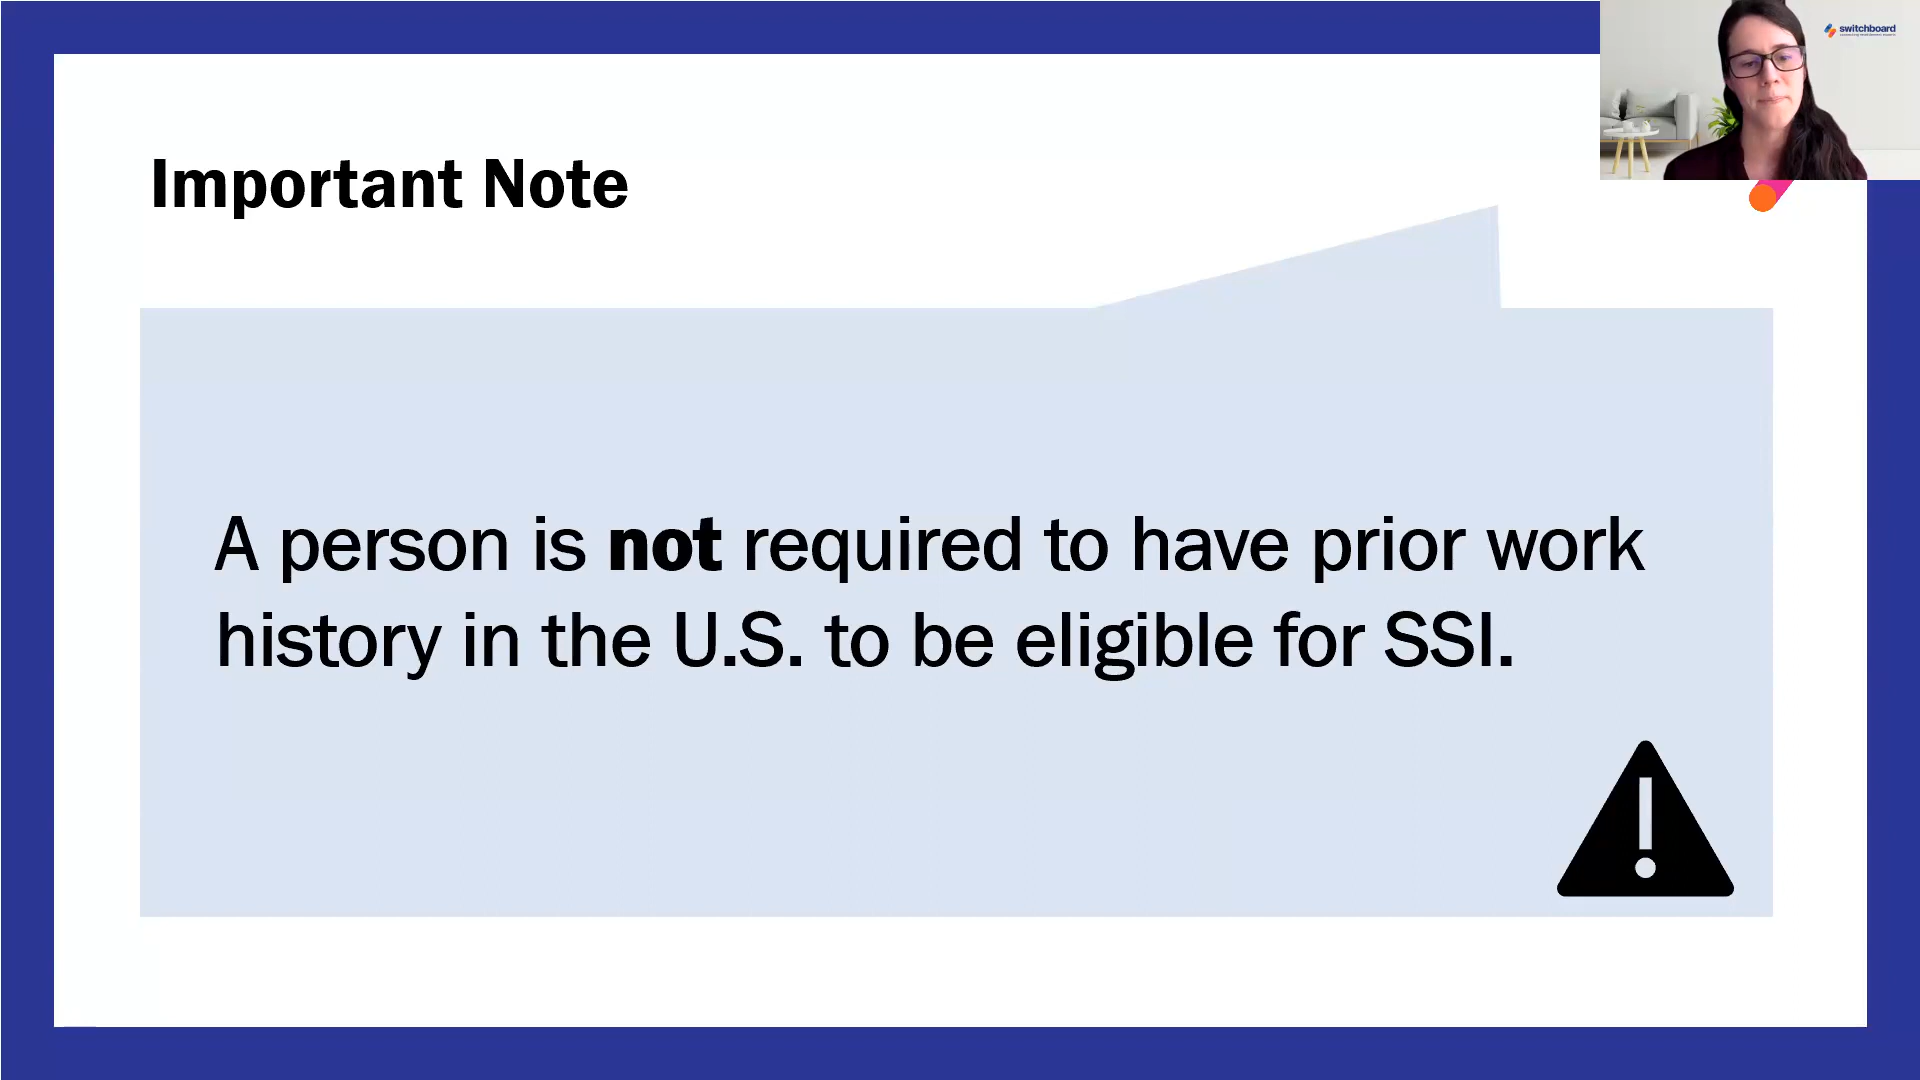 switchboard
Important Note
A person is not required to have prior work
history in the U.S. to be eligible for SSI.